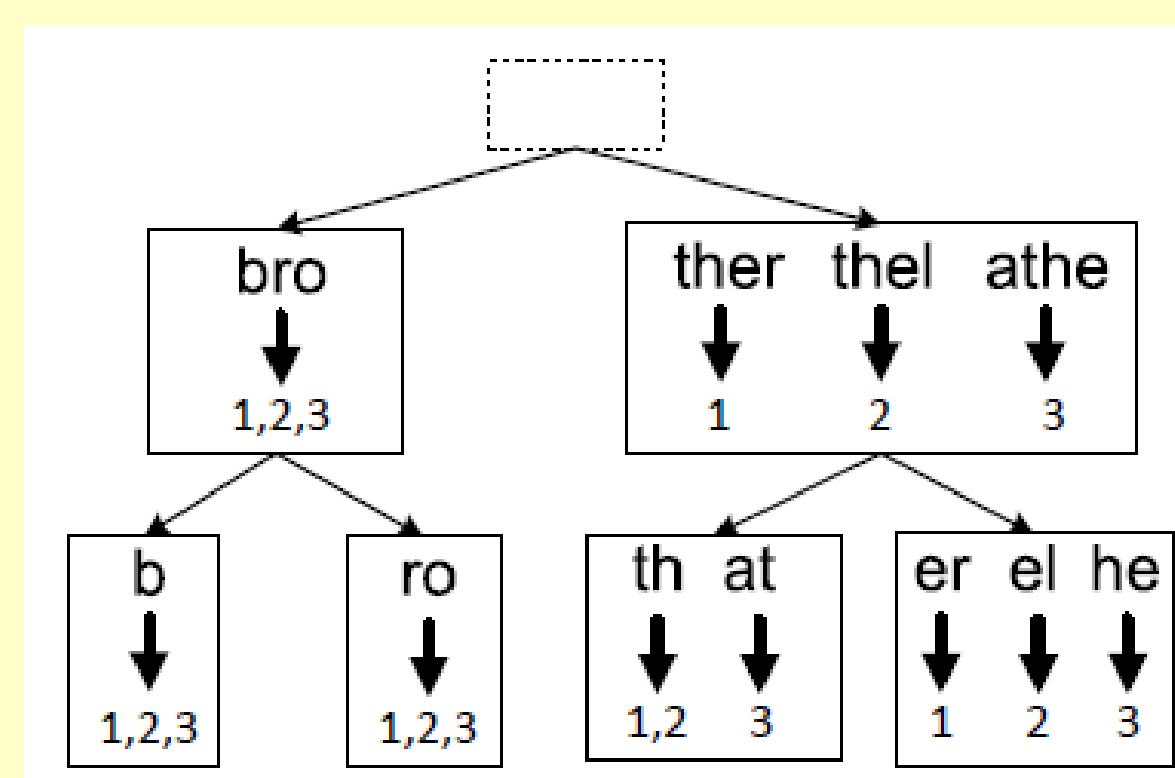 bro
ther thel athe
1,2,3
1 2 3
b
ro
th at
er el he
1,2,3
1,2,3
1,2 3
1 2 3